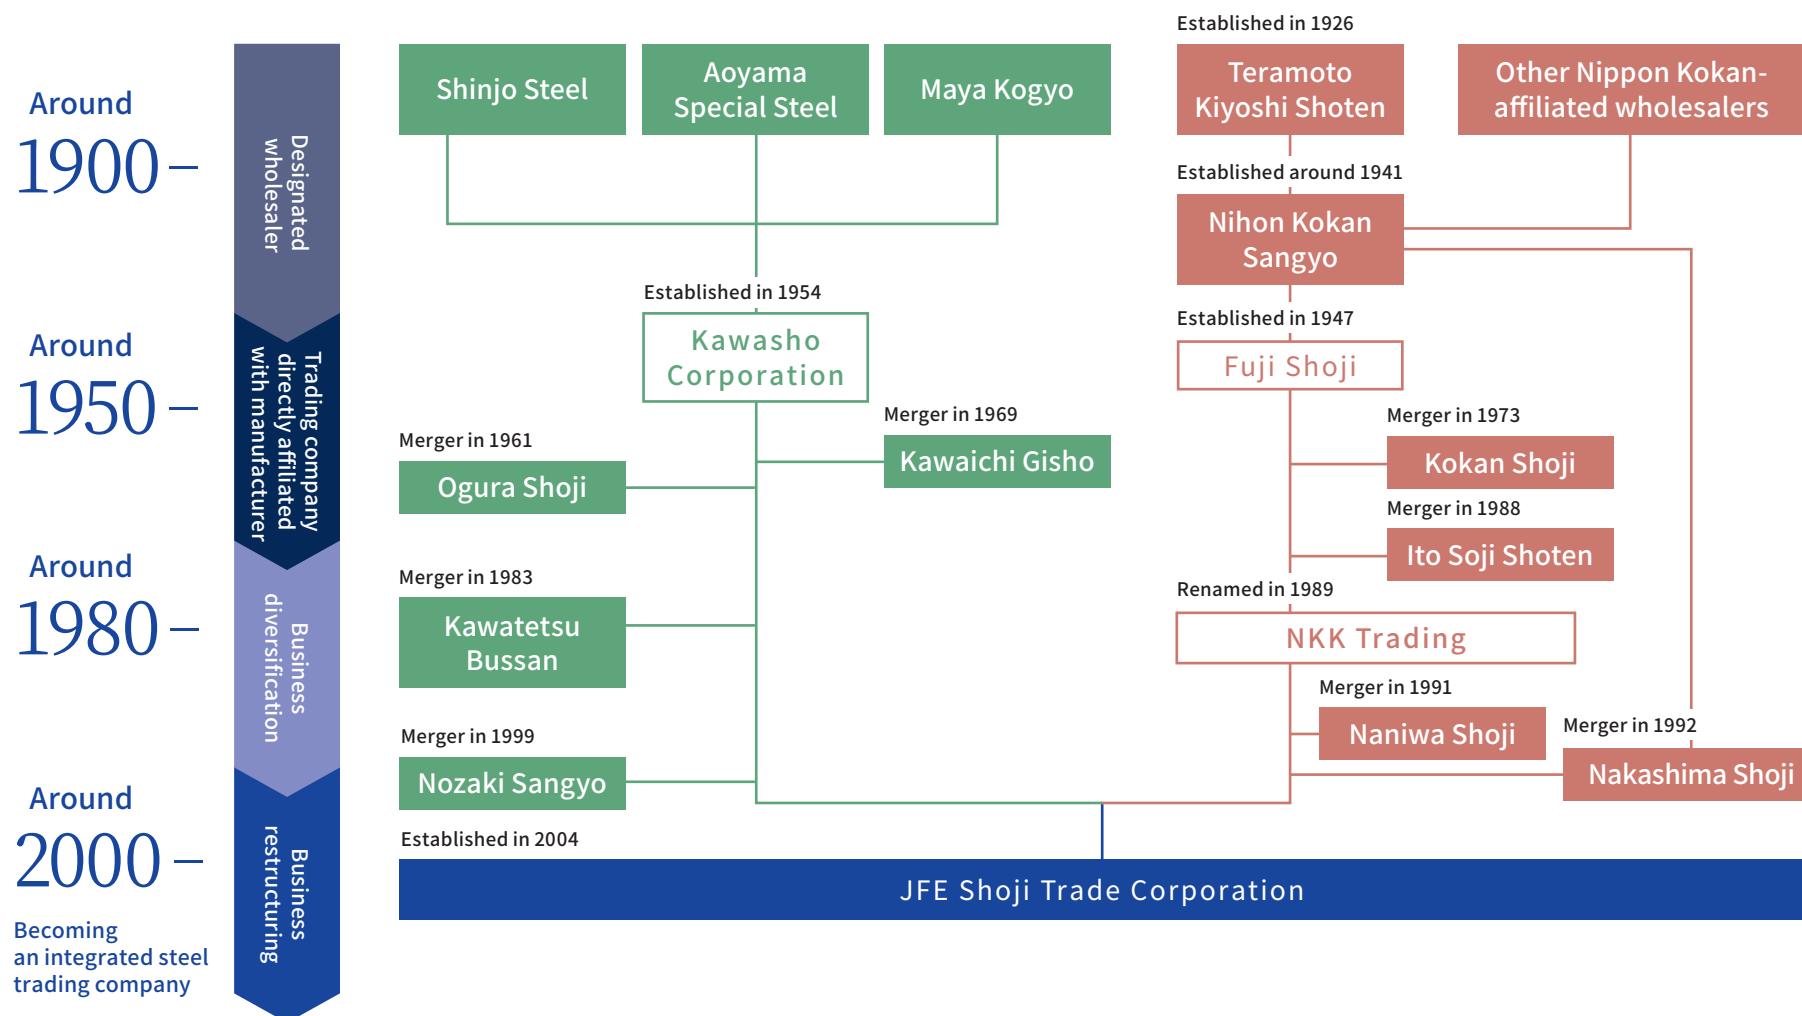 Around
1900
Around
1950
Around
1980
Around
2000
Becoming
an integrated steel
trading company
Designated
wholesaler
Trading company
directly affiliated
with manufacturer
Business
diversification
Business
restructuring
Shinjo Steel
Aoyama
Special Steel
Maya Kogyo
Established in 1954
Kawasho
Corporation
Merger in 1969
Kawaichi Gisho
Merger in 1961
Ogura Shoji
Merger in 1983
Kawatetsu
Bussan
Merger in 1999
Nozaki Sangyo
Established in 1926
Teramoto
Kiyoshi Shoten
Other Nippon Kokan-
affiliated wholesalers
Established around 1941
Nihon Kokan
Sangyo
Established in 1947
Fuji Shoji
Merger in 1973
Kokan Shoji
Merger in 1988
Ito Soji Shoten
Renamed in 1989
NKK Trading
Merger in 1991
Naniwa Shoji
Merger in 1992
Nakashima Shoji
Established in 2004
JFE Shoji Trade Corporation